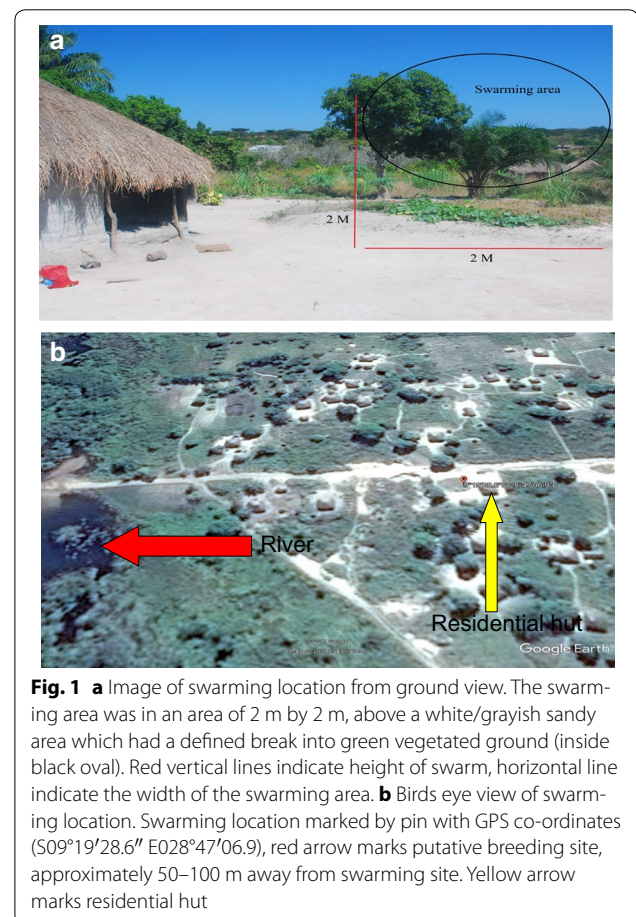 a
Swarming area
2 M
2 M
b
River
Residential hut
Google Earth
Fig. 1 a Image of swarming location from ground view. The swarm-
ing area was in an area of 2 m by 2 m, above a white/grayish sandy
area which had a defined break into green vegetated ground (inside
black oval). Red vertical lines indicate height of swarm, horizontal line
indicate the width of the swarming area. b Birds eye view of swarm-
ing location. Swarming location marked by pin with GPS co-ordinates
(S09°19′28.6″ E028°47′06.9), red arrow marks putative breeding site,
approximately 50–100 m away from swarming site. Yellow arrow
marks residential hut